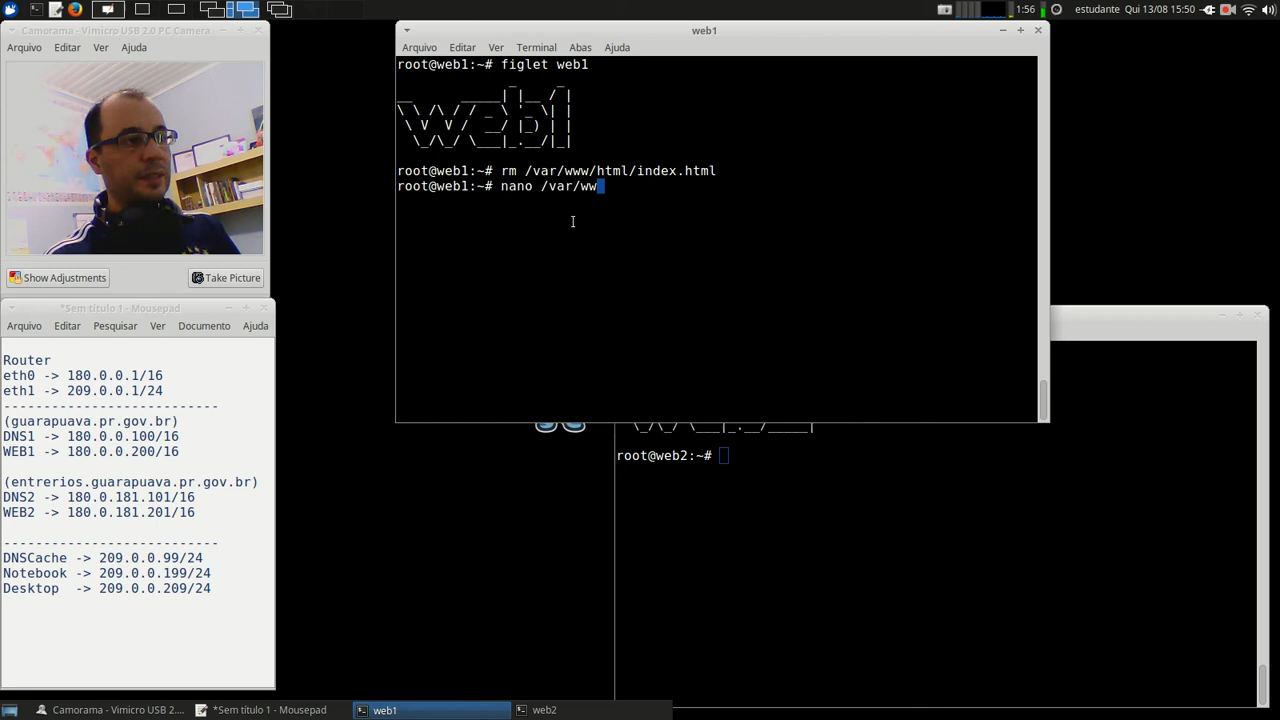 1:56
estudante Qui 13/08 15:50
Camorama - Vimicro USB 2.0 PC Camera
Arquivo Editar Ver Ajuda
Show Adjustments
Take Picture
*Sem título 1 - Mousepad
Arquivo Editar Pesquisar Ver Documento Ajuda
Router
eth0 -> 180.0.0.1/16
eth1 -> 209.0.0.1/24
---------------------------
(guarapuava.pr.gov.br)
DNS1 -> 180.0.0.100/16
WEB1 -> 180.0.0.200/16
(entrerios.guarapuava.pr.gov.br)
DNS2 -> 180.0.181.101/16
WEB2 -> 180.0.181.201/16
---------------------------
DNSCache -> 209.0.0.99/24
Notebook -> 209.0.0.199/24
Desktop -> 209.0.0.209/24
web1
Arquivo Editar Ver Terminal Abas Ajuda
root@web1:~# figlet web1
web1
root@web1:~# rm /var/www/html/index.html
root@web1:~# nano /var/ww
root@web2:~#
Camorama - Vimicro USB 2....
*Sem título 1 - Mousepad
web1
web2